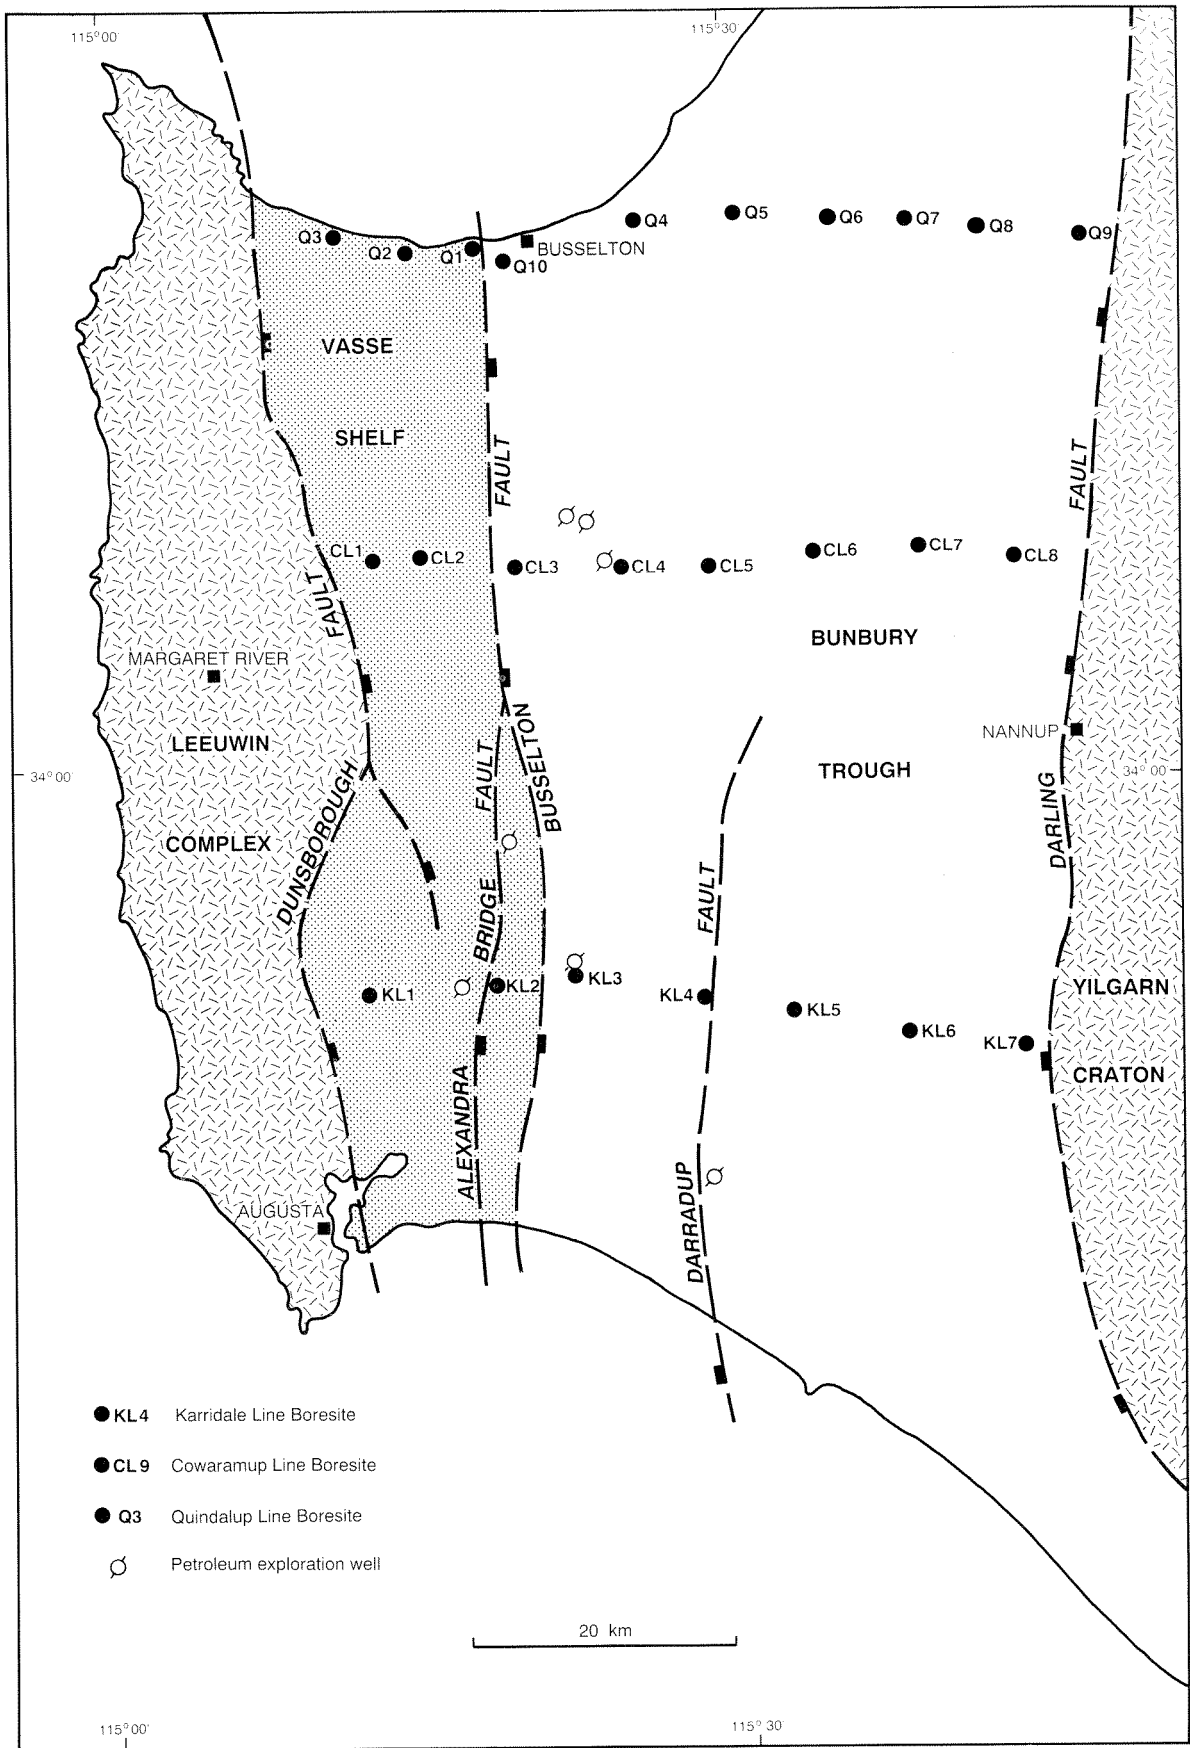 115°00'
115°30'
Q3
Q2
Q1
Q10
BUSSELTON
Q4
Q5
Q6
Q7
Q8
Q9
VASSE
SHELF
FAULT
FAULT
CL1
CL2
CL3
CL4
CL5
CL6
CL7
CL8
FAULT
BUNBURY
TROUGH
MARGARET RIVER
LEEUWIN
COMPLEX
34°00'
DUNSBOROUGH
FAULT
BUSSELTON
NANNUP
34°00'
DARLING
FAULT
BRIDGE
ALEXANDRA
KL1
KL2
KL3
KL4
KL5
KL6
KL7
YILGARN
CRATON
AUGUSTA
DARRADUP
KL4 Karridale Line Boresite
CL9 Cowaramup Line Boresite
Q3 Quindalup Line Boresite
Petroleum exploration well
20 km
115°00'
115°30'